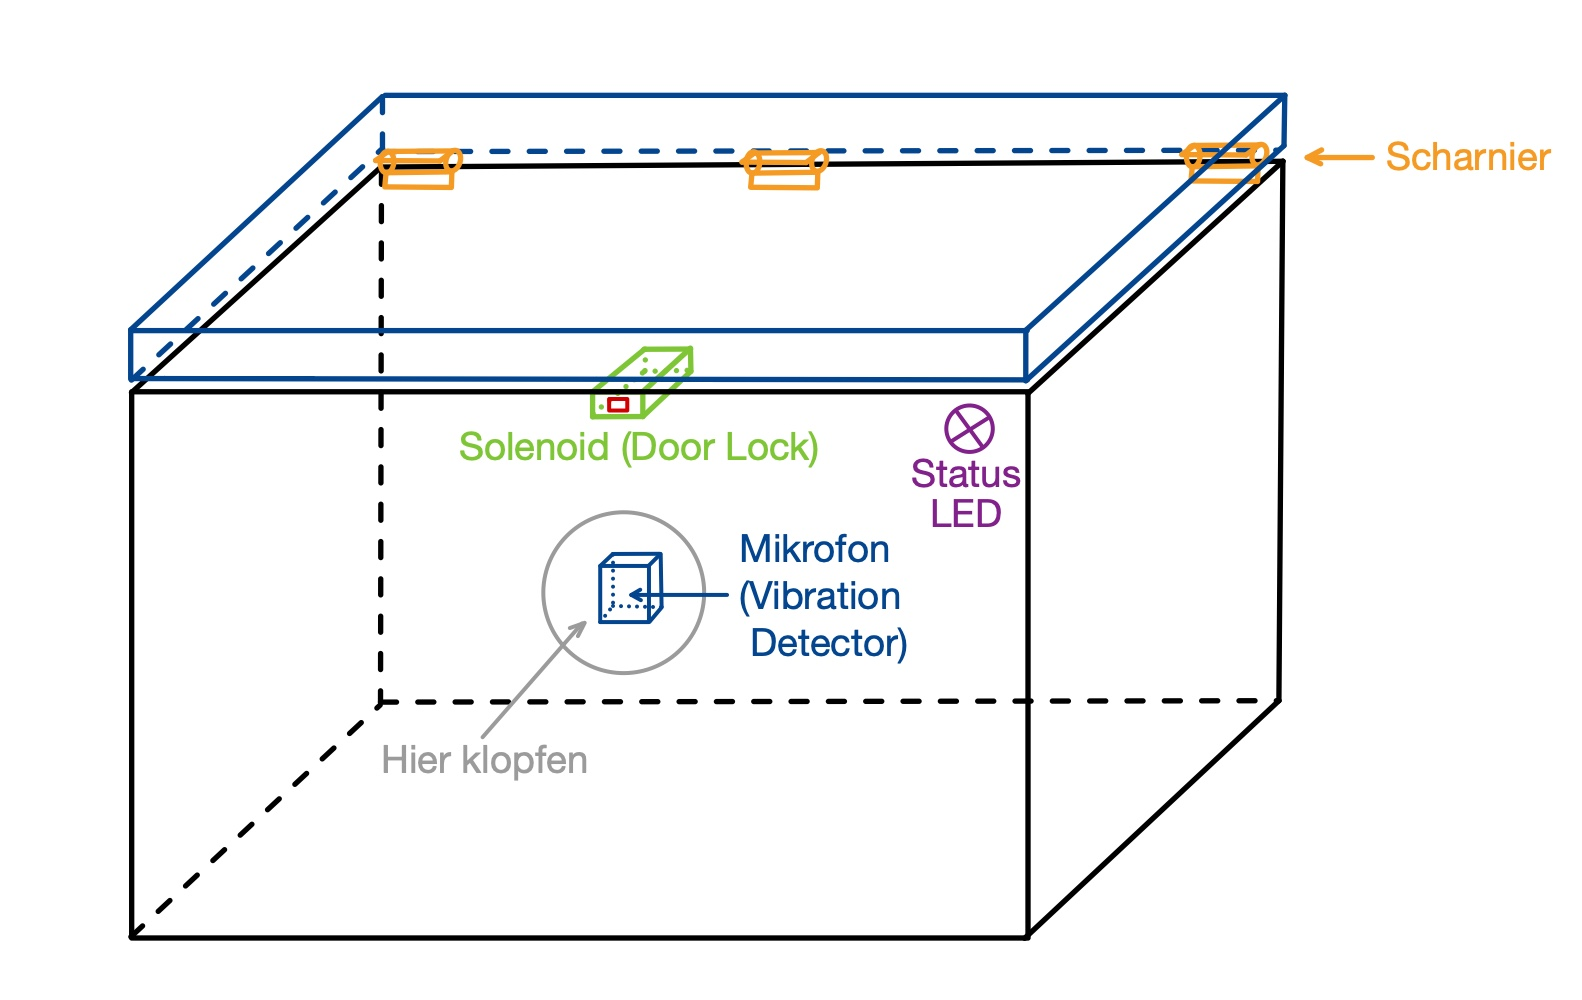 Scharnier
Solenoid (Door Lock)
Status
LED
Mikrofon
(Vibration
Detector)
Hier klopfen